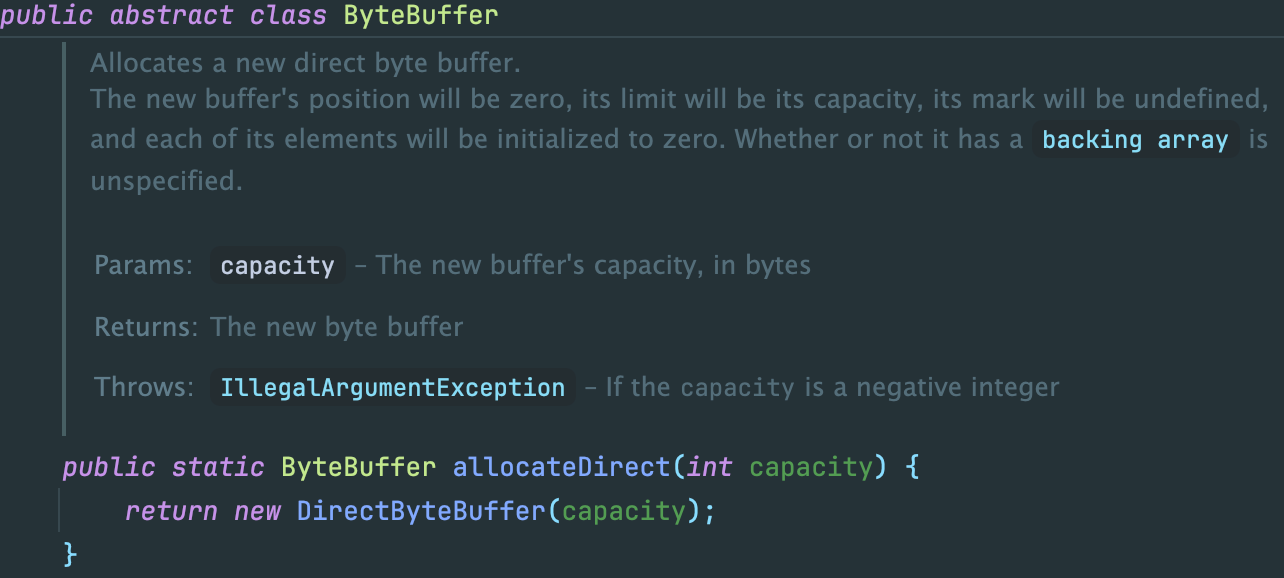 public abstract class ByteBuffer
Allocates a new direct byte buffer.
The new buffer's position will be zero, its limit will be its capacity, its mark will be undefined,
and each of its elements will be initialized to zero. Whether or not it has a backing array is
unspecified.
Params: capacity – The new buffer's capacity, in bytes
Returns: The new byte buffer
Throws: IllegalArgumentException – If the capacity is a negative integer
public static ByteBuffer allocateDirect(int capacity) {
    return new DirectByteBuffer(capacity);
}